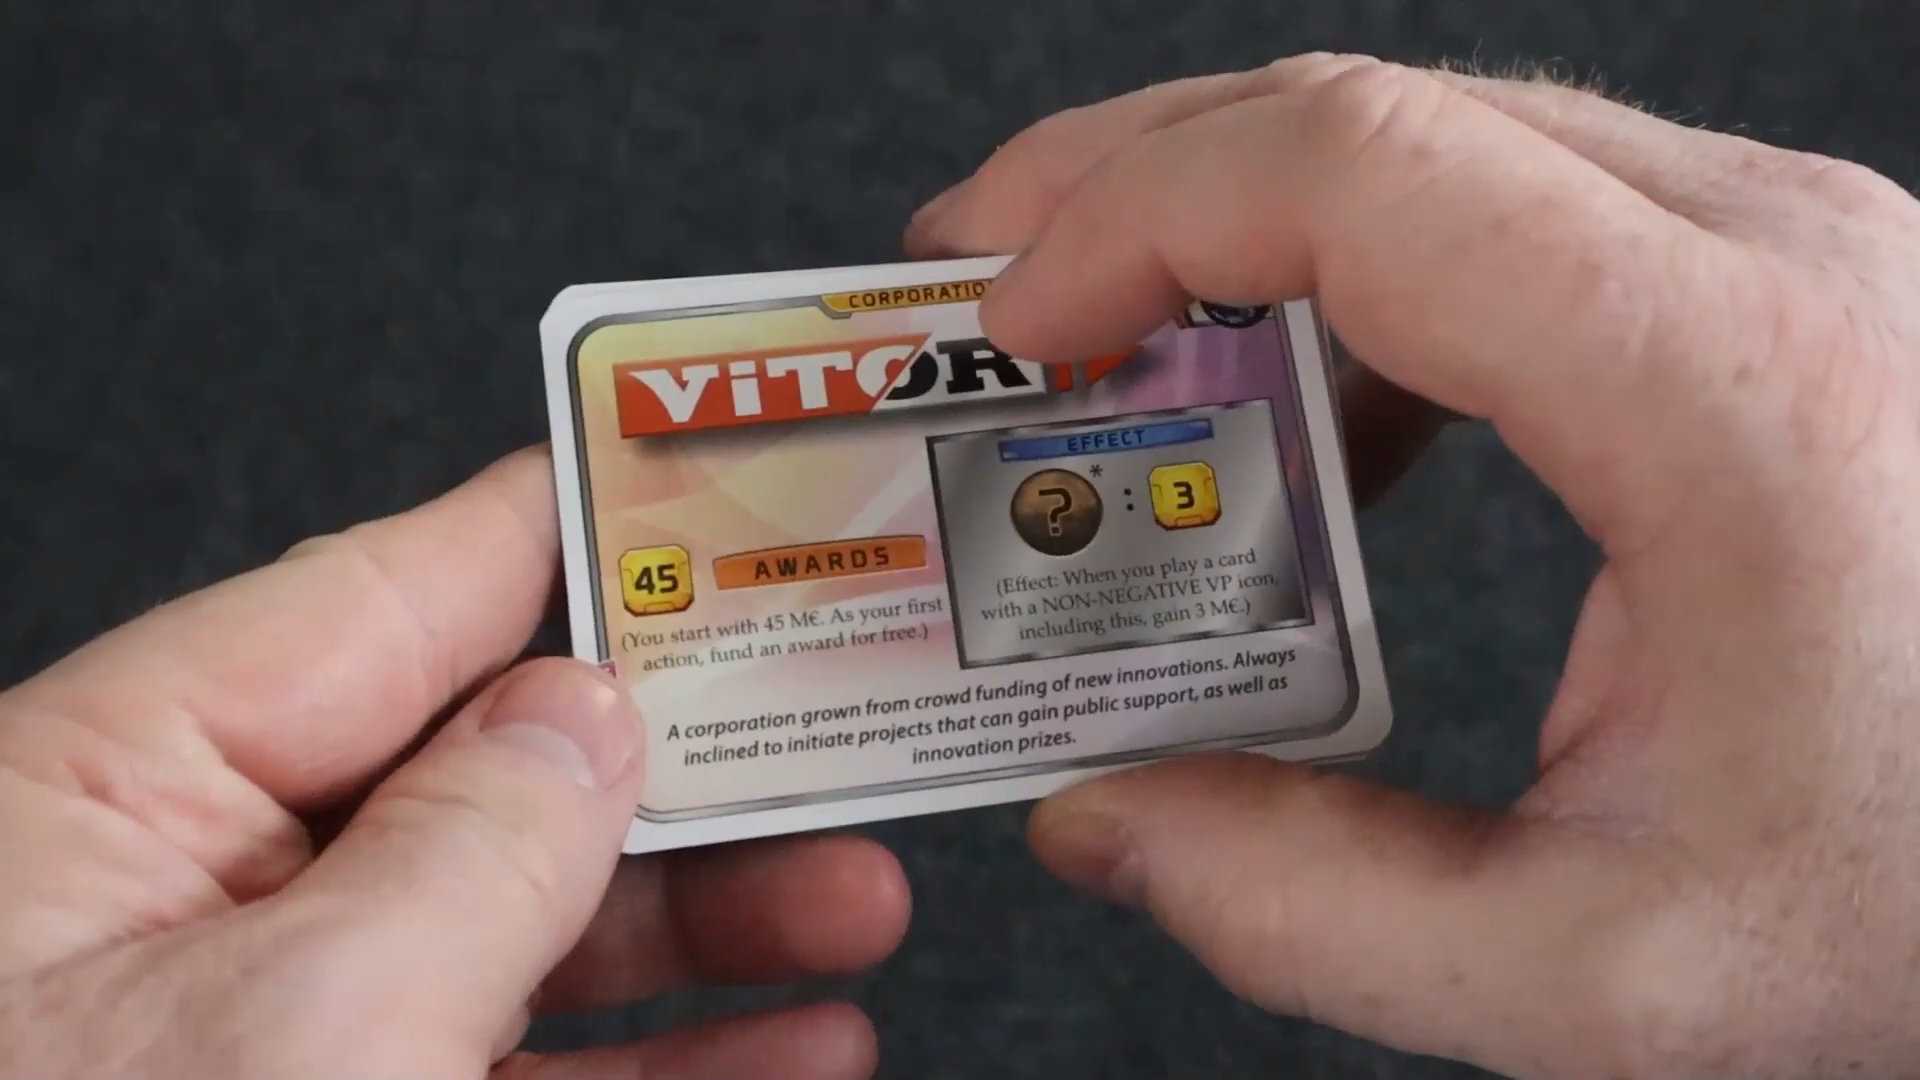 CORPORATIO
ViTOR
EFFECT
? * : 3
45 AWARDS
(Effect: When you play a card
with a NON-NEGATIVE VP icon,
including this, gain 3 M€.)
(You start with 45 M€. As your first
action, fund an award for free.)
A corporation grown from crowd funding of new innovations. Always
inclined to initiate projects that can gain public support, as well as
innovation prizes.